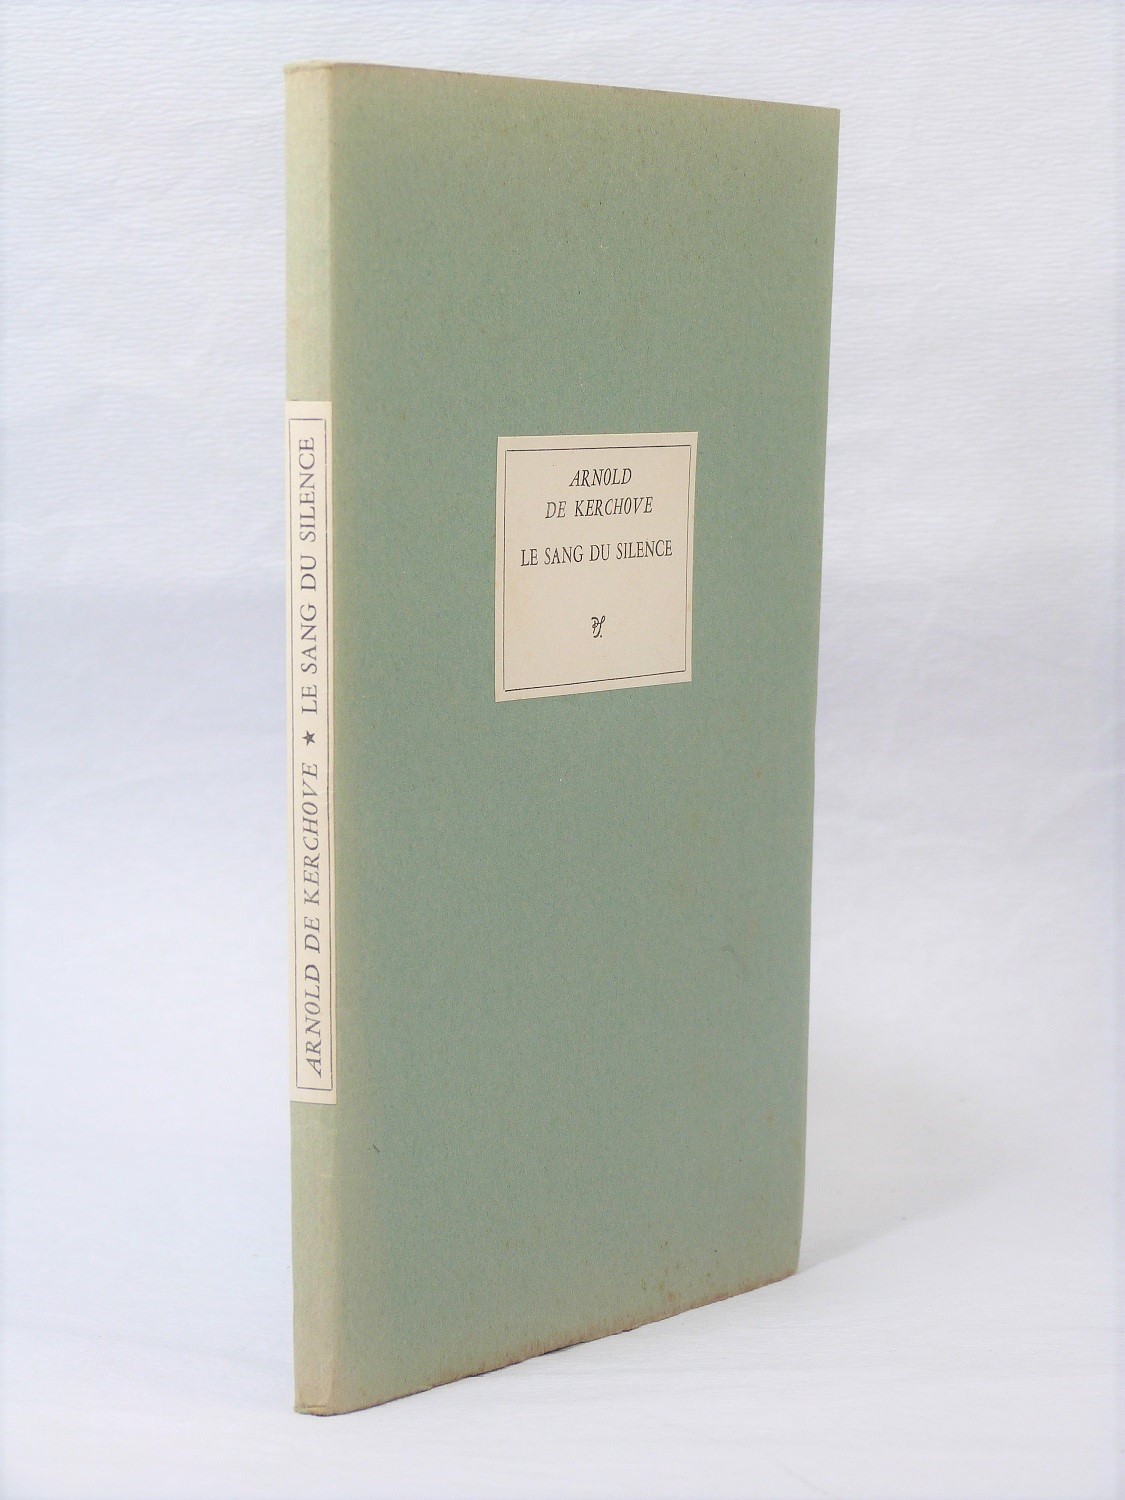 ARNOLD DE KERCHOVE ★ LE SANG DU SILENCE
ARNOLD
DE KERCHOVE
LE SANG DU SILENCE